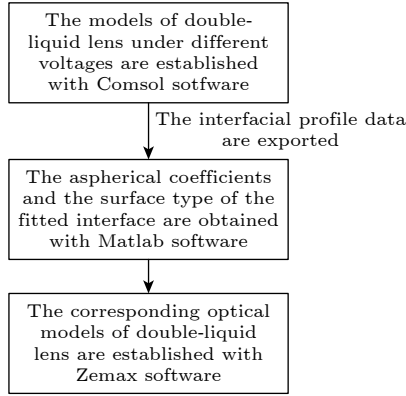 The models of double-
liquid lens under different
voltages are established
with Comsol sotfware
The interfacial profile data
are exported
The aspherical coefficients
and the surface type of the
fitted interface are obtained
with Matlab software
The corresponding optical
models of double-liquid
lens are established with
Zemax software